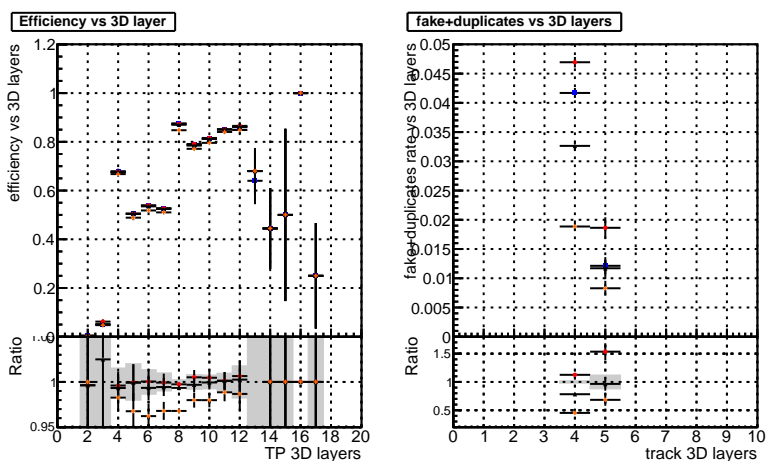 Efficiency vs 3D layer
efficiency vs 3D layers
1.2
1
0.8
0.6
0.4
0.2
0
Ratio
1
0.95
0 2 4 6 8 10 12 14 16 18 20
TP 3D layers
fake+duplicates vs 3D layers
fake+duplicates rate vs 3D layers
0.05
0.045
0.04
0.035
0.03
0.025
0.02
0.015
0.01
0.005
0
Ratio
1.5
1
0.5
0 1 2 3 4 5 6 7 8 9 10
track 3D layers